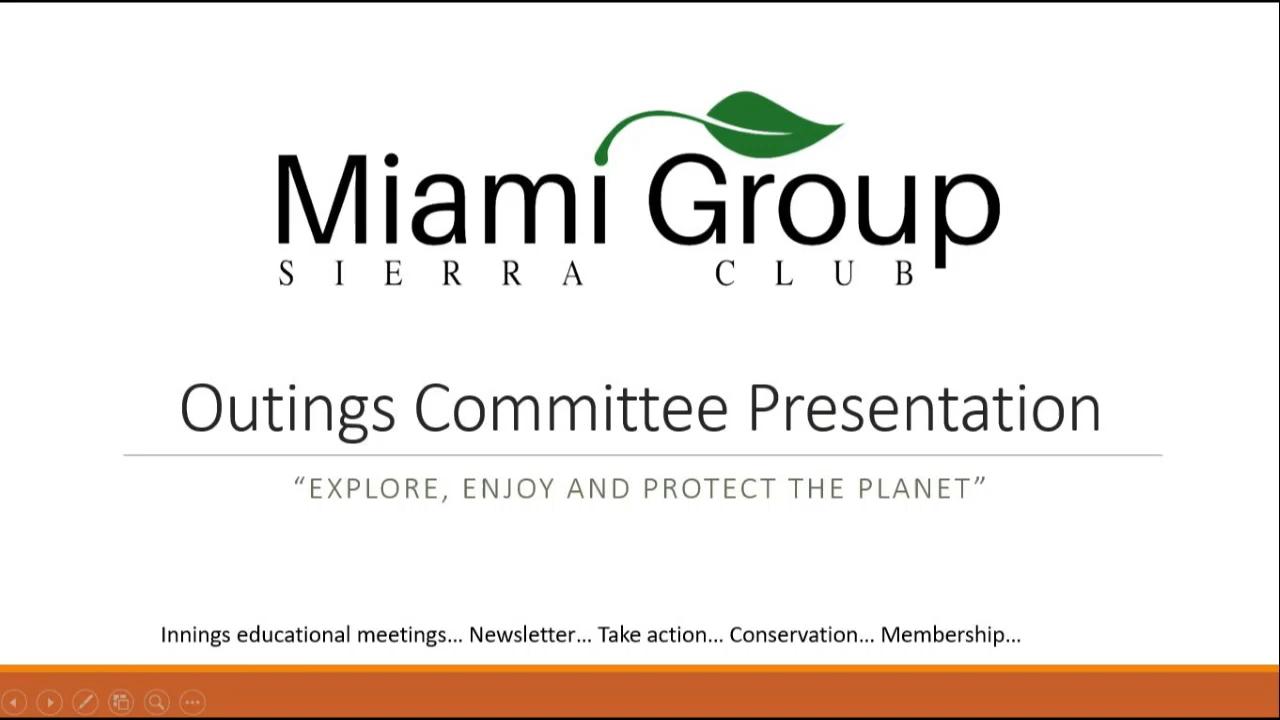 Miami Group
SIERRA CLUB
Outings Committee Presentation
“EXPLORE, ENJOY AND PROTECT THE PLANET”
Innings educational meetings... Newsletter... Take action... Conservation... Membership...